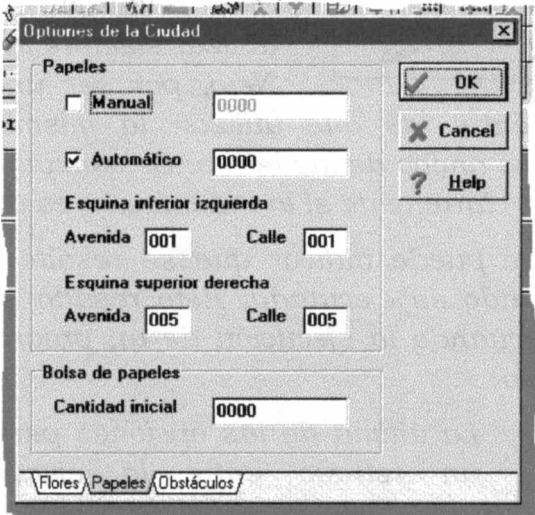 Optiones de la Ciudad
Papeles
Manual 0000
Automático 0000
Esquina inferior izquierda
Avenida 001 Calle 001
Esquina superior derecha
Avenida 005 Calle 005
Bolsa de papeles
Cantidad inicial 0000
OK
Cancel
Help
Flores Papeles Obstáculos